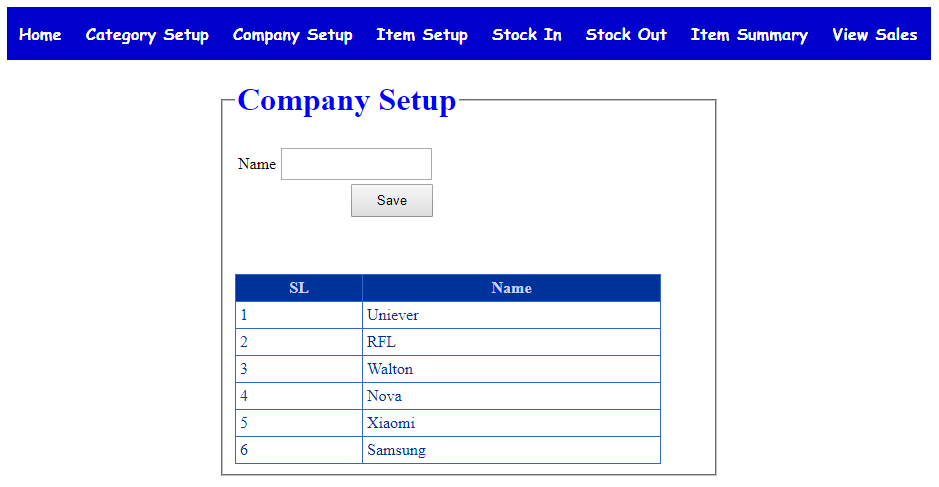 Home Category Setup Company Setup Item Setup Stock In Stock Out Item Summary View Sales
Company Setup
Name
Save
SL Name
1 Uniever
2 RFL
3 Walton
4 Nova
5 Xiaomi
6 Samsung